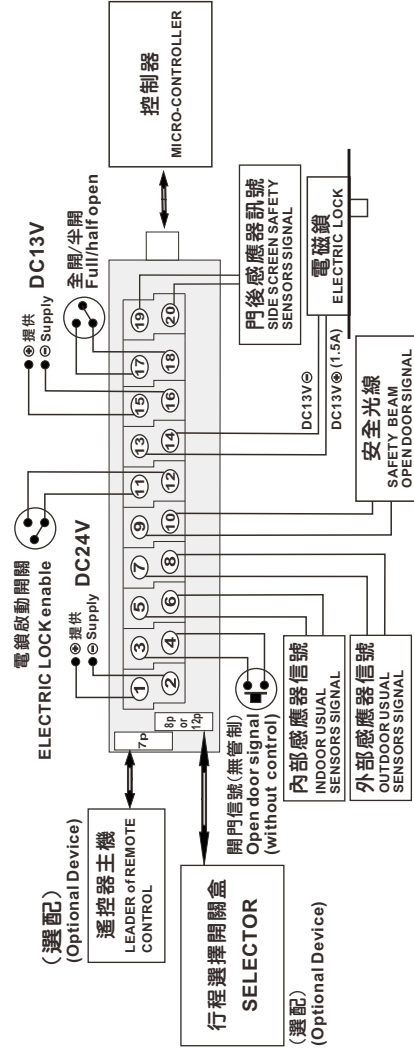 電鎖啟動開關
ELECTRIC LOCK enable
⊕ 提供
⊖ Supply
DC24V
⊕ 提供
⊖ Supply
DC13V
全開/半開
Full/half open
(選配)
(Optional Device)
遙控器主機
LEADER of REMOTE
CONTROL
7P
8p
or
12p
1
2
3
4
5
6
7
8
9
10
11
12
13
14
15
16
17
18
19
20
控制器
MICRO-CONTROLLER
行程選擇開關盒
SELECTOR
(選配)
(Optional Device)
開門信號(無管制)
Open door signal
(without control)
內部感應器信號
INDOOR USUAL
SENSORS SIGNAL
外部感應器信號
OUTDOOR USUAL
SENSORS SIGNAL
安全光線
SAFETY BEAM
OPEN DOOR SIGNAL
DC13V⊖
DC13V⊕ (1.5A)
門後感應器訊號
SIDE SCREEN SAFETY
SENSORS SIGNAL
電磁鎖
ELECTRIC LOCK